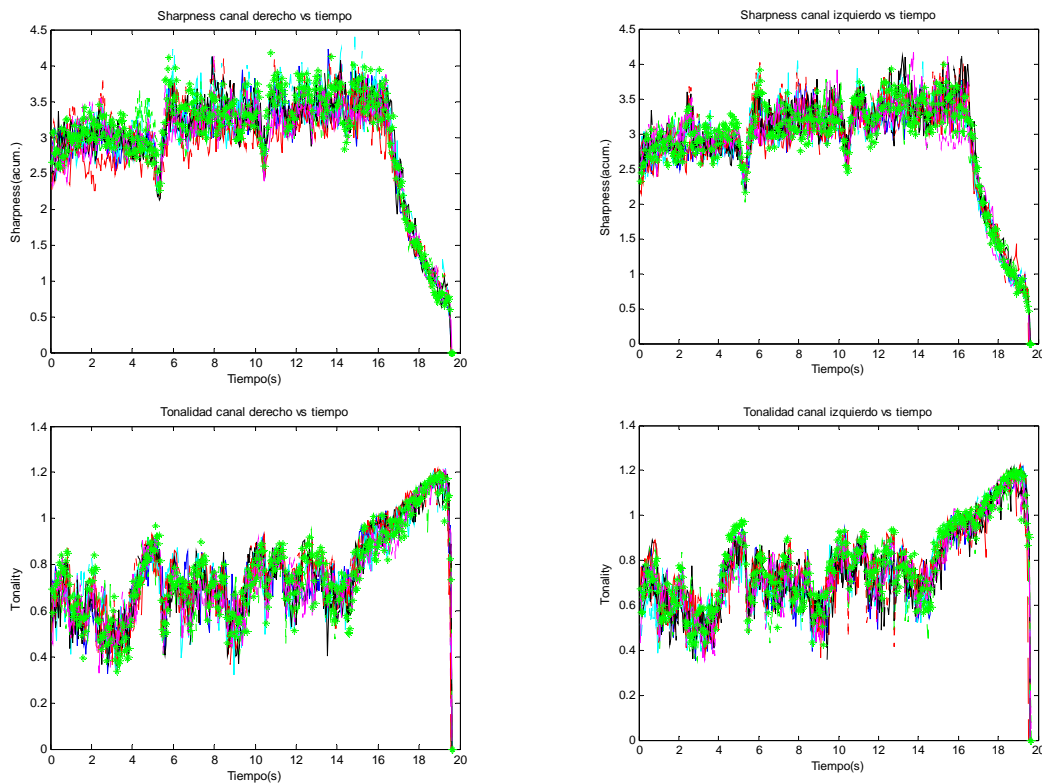 Sharpness canal derecho vs tiempo
4.5
4
3.5
3
2.5
2
1.5
1
0.5
0
Sharpness(acum.)
0 2 4 6 8 10 12 14 16 18 20
Tiempo(s)
Sharpness canal izquierdo vs tiempo
4.5
4
3.5
3
2.5
2
1.5
1
0.5
0
Sharpness(acum.)
0 2 4 6 8 10 12 14 16 18 20
Tiempo(s)
Tonalidad canal derecho vs tiempo
1.4
1.2
1
0.8
0.6
0.4
0.2
0
Tonality
0 2 4 6 8 10 12 14 16 18 20
Tiempo(s)
Tonalidad canal izquierdo vs tiempo
1.4
1.2
1
0.8
0.6
0.4
0.2
0
Tonality
0 2 4 6 8 10 12 14 16 18 20
Tiempo(s)